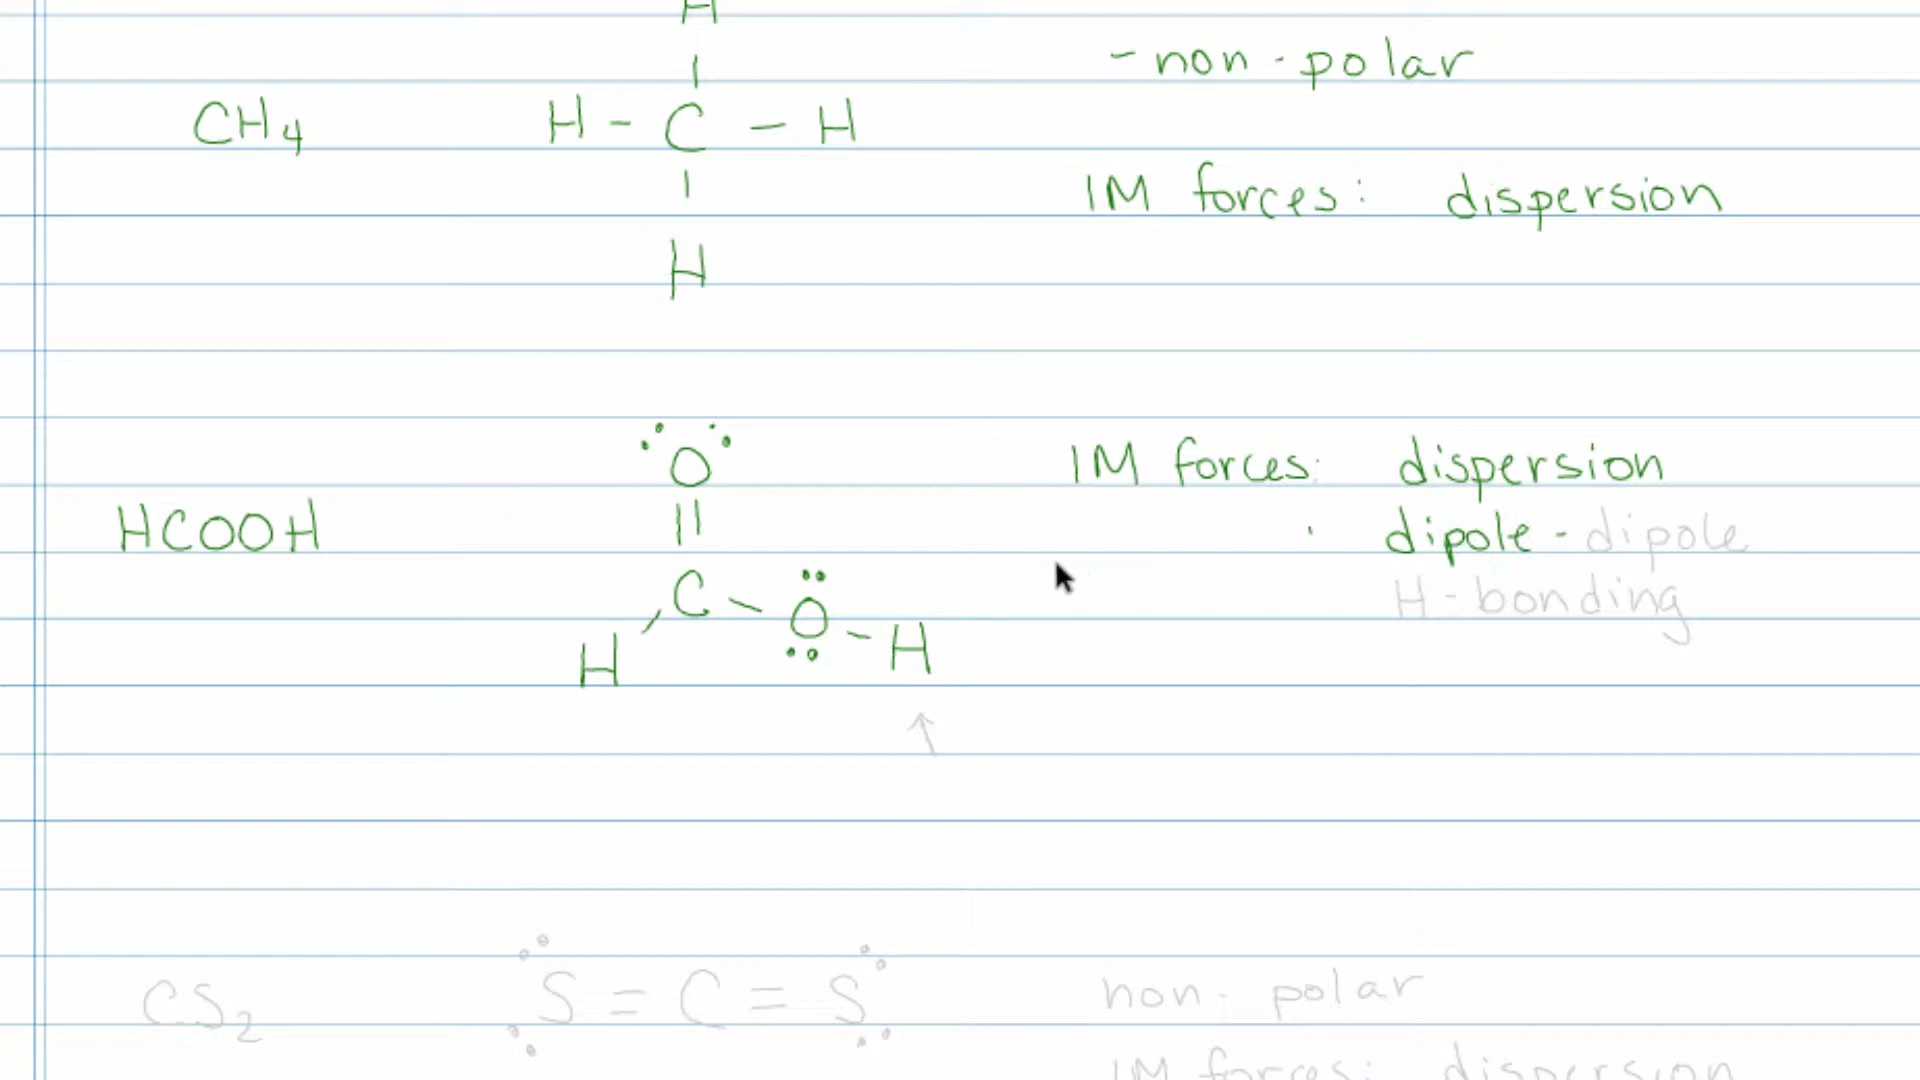 H
- non-polar
CH4 H - C - H
IM forces: dispersion
H
O
IM forces: dispersion
HCOOH
dipole - dipole
C - O - H
H-bonding
H
CS2 S = C = S non-polar
IM forces: dispersion